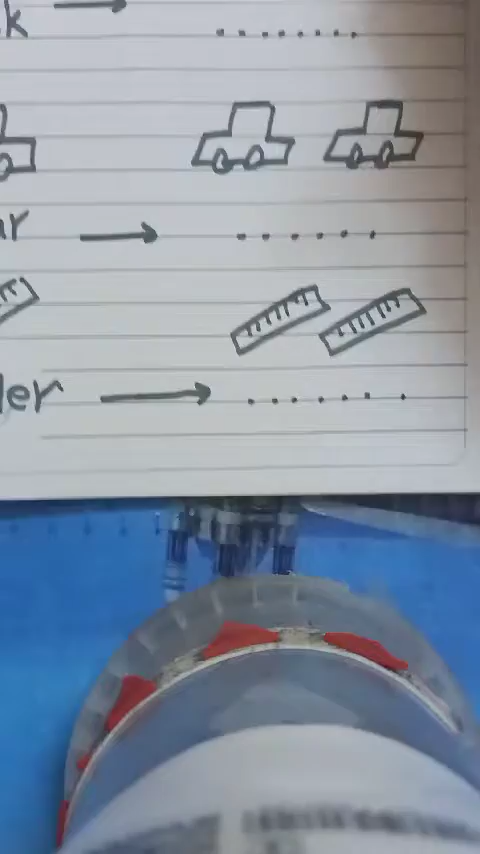 k → ........
ar → ......
ler → ......